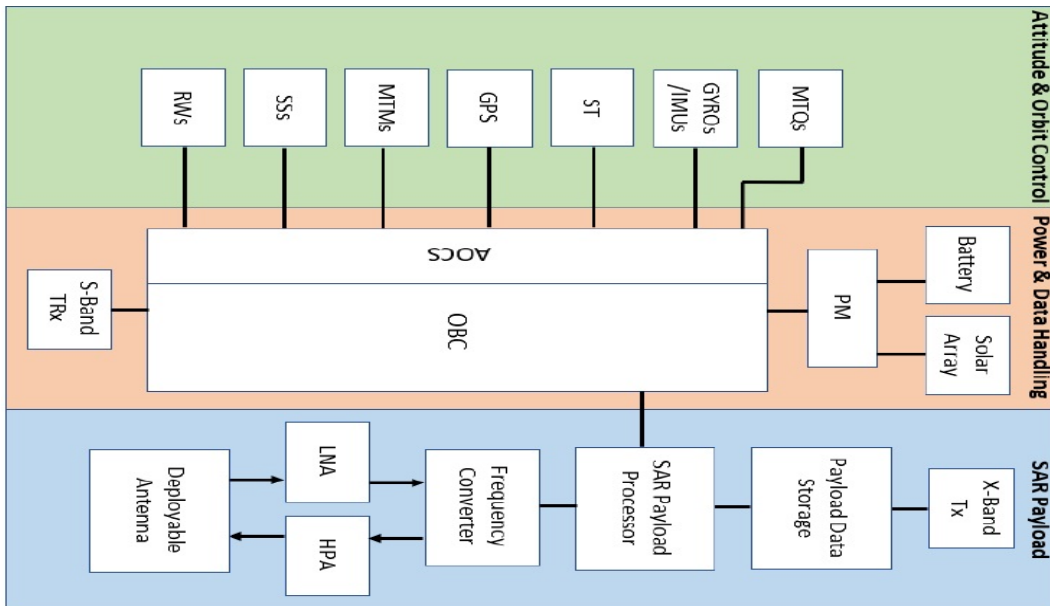 Attitude & Orbit Control
MTQs
GYROs
/IMUs
ST
GPS
MTMs
SSs
RWs
Power & Data Handling
Battery
Solar
Array
PM
AOCS
OBC
S-Band
TRx
SAR Payload
X-Band
Tx
Payload Data
Storage
SAR Payload
Processor
Frequency
Converter
LNA
HPA
Deployable
Antenna